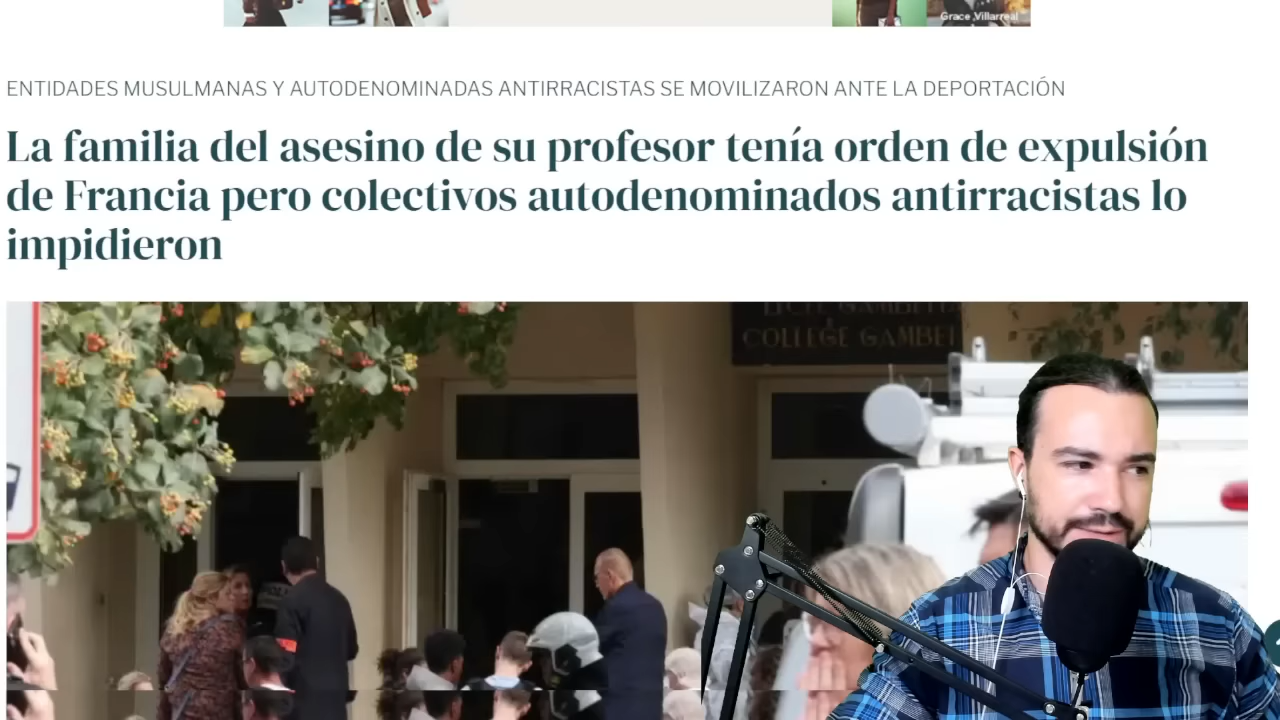 Grace Villarreal
ENTIDADES MUSULMANAS Y AUTODENOMINADAS ANTIRRACISTAS SE MOVILIZARON ANTE LA DEPORTACIÓN
La familia del asesino de su profesor tenía orden de expulsión
de Francia pero colectivos autodenominados antirracistas lo
impidieron
COLLEGE GAMBET